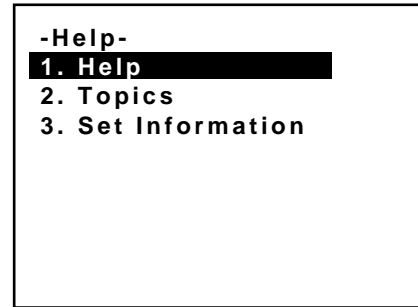 -Help-
1. Help
2. Topics
3. Set Information